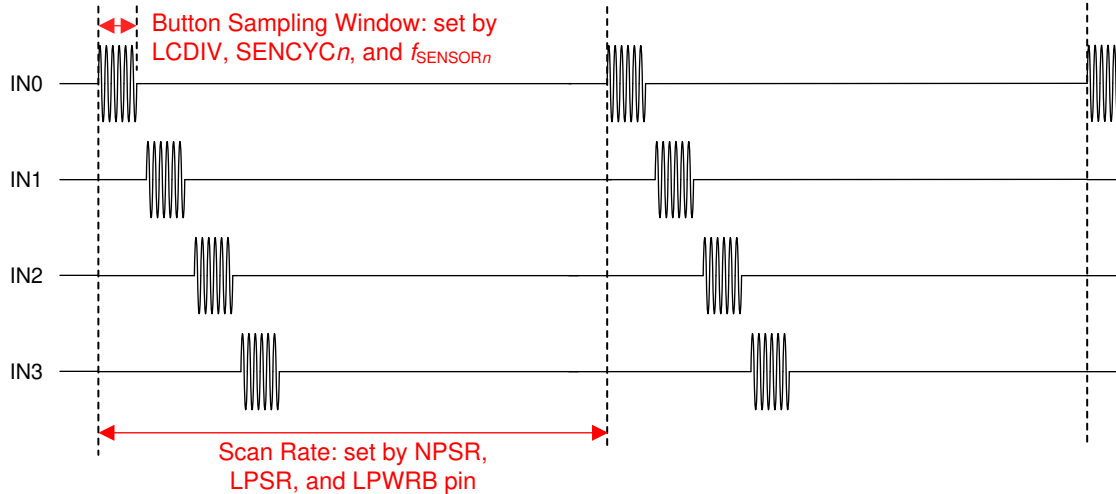 Button Sampling Window: set by
LCDIV, SENCYCn, and fSENSORn
IN0
IN1
IN2
IN3
Scan Rate: set by NPSR,
LPSR, and LPWRB pin